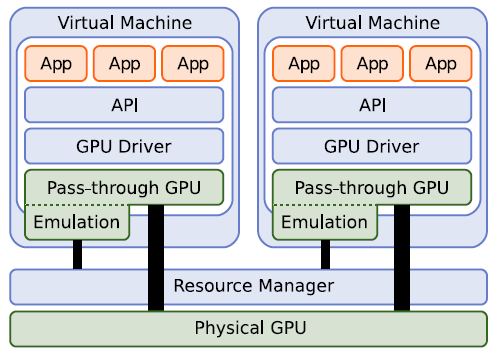 Virtual Machine
App App App
API
GPU Driver
Pass-through GPU
Emulation
Virtual Machine
App App App
API
GPU Driver
Pass-through GPU
Emulation
Resource Manager
Physical GPU